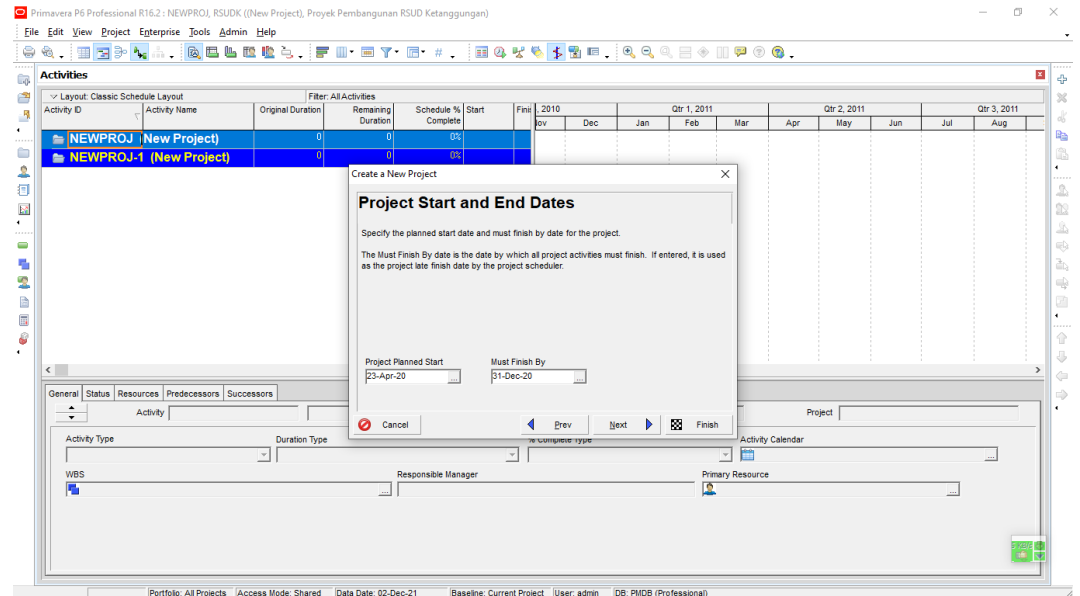 Primavera P6 Professional R16.2 : NEWPROJ, RSUDK ((New Project), Proyek Pembangunan RSUD Ketanggungan)
File Edit View Project Enterprise Tools Admin Help
Activities
Layout: Classic Schedule Layout Filter: All Activities
Activity ID Activity Name Original Duration Remaining Duration Schedule % Complete Start Fini
, 2010 Qtr 1, 2011 Qtr 2, 2011 Qtr 3, 2011
Nov Dec Jan Feb Mar Apr May Jun Jul Aug
NEWPROJ (New Project) 0 0 0%
NEWPROJ-1 (New Project) 0 0 0%
Create a New Project
Project Start and End Dates
Specify the planned start date and must finish by date for the project.
The Must Finish By date is the date by which all project activities must finish. If entered, it is used
as the project late finish date by the project scheduler.
Project Planned Start Must Finish By
23-Apr-20 ... 31-Dec-20 ...
Cancel Prev Next Finish
General Status Resources Predecessors Successors
Activity Project
Activity Type Duration Type % Complete Type Activity Calendar
WBS Responsible Manager Primary Resource
Portfolio: All Projects Access Mode: Shared Data Date: 02-Dec-21 Baseline: Current Project User: admin DB: PMDB (Professional)